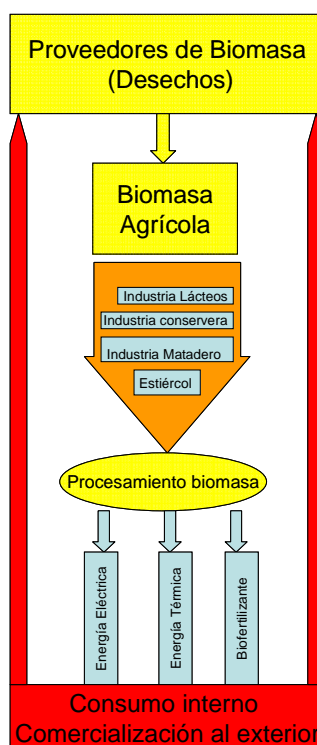 Proveedores de Biomasa
(Desechos)
Biomasa
Agrícola
Industria Lácteos
Industria conservera
Industria Matadero
Estiércol
Procesamiento biomasa
Energía Eléctrica
Energía Térmica
Biofertilizante
Consumo interno
Comercialización al exterior